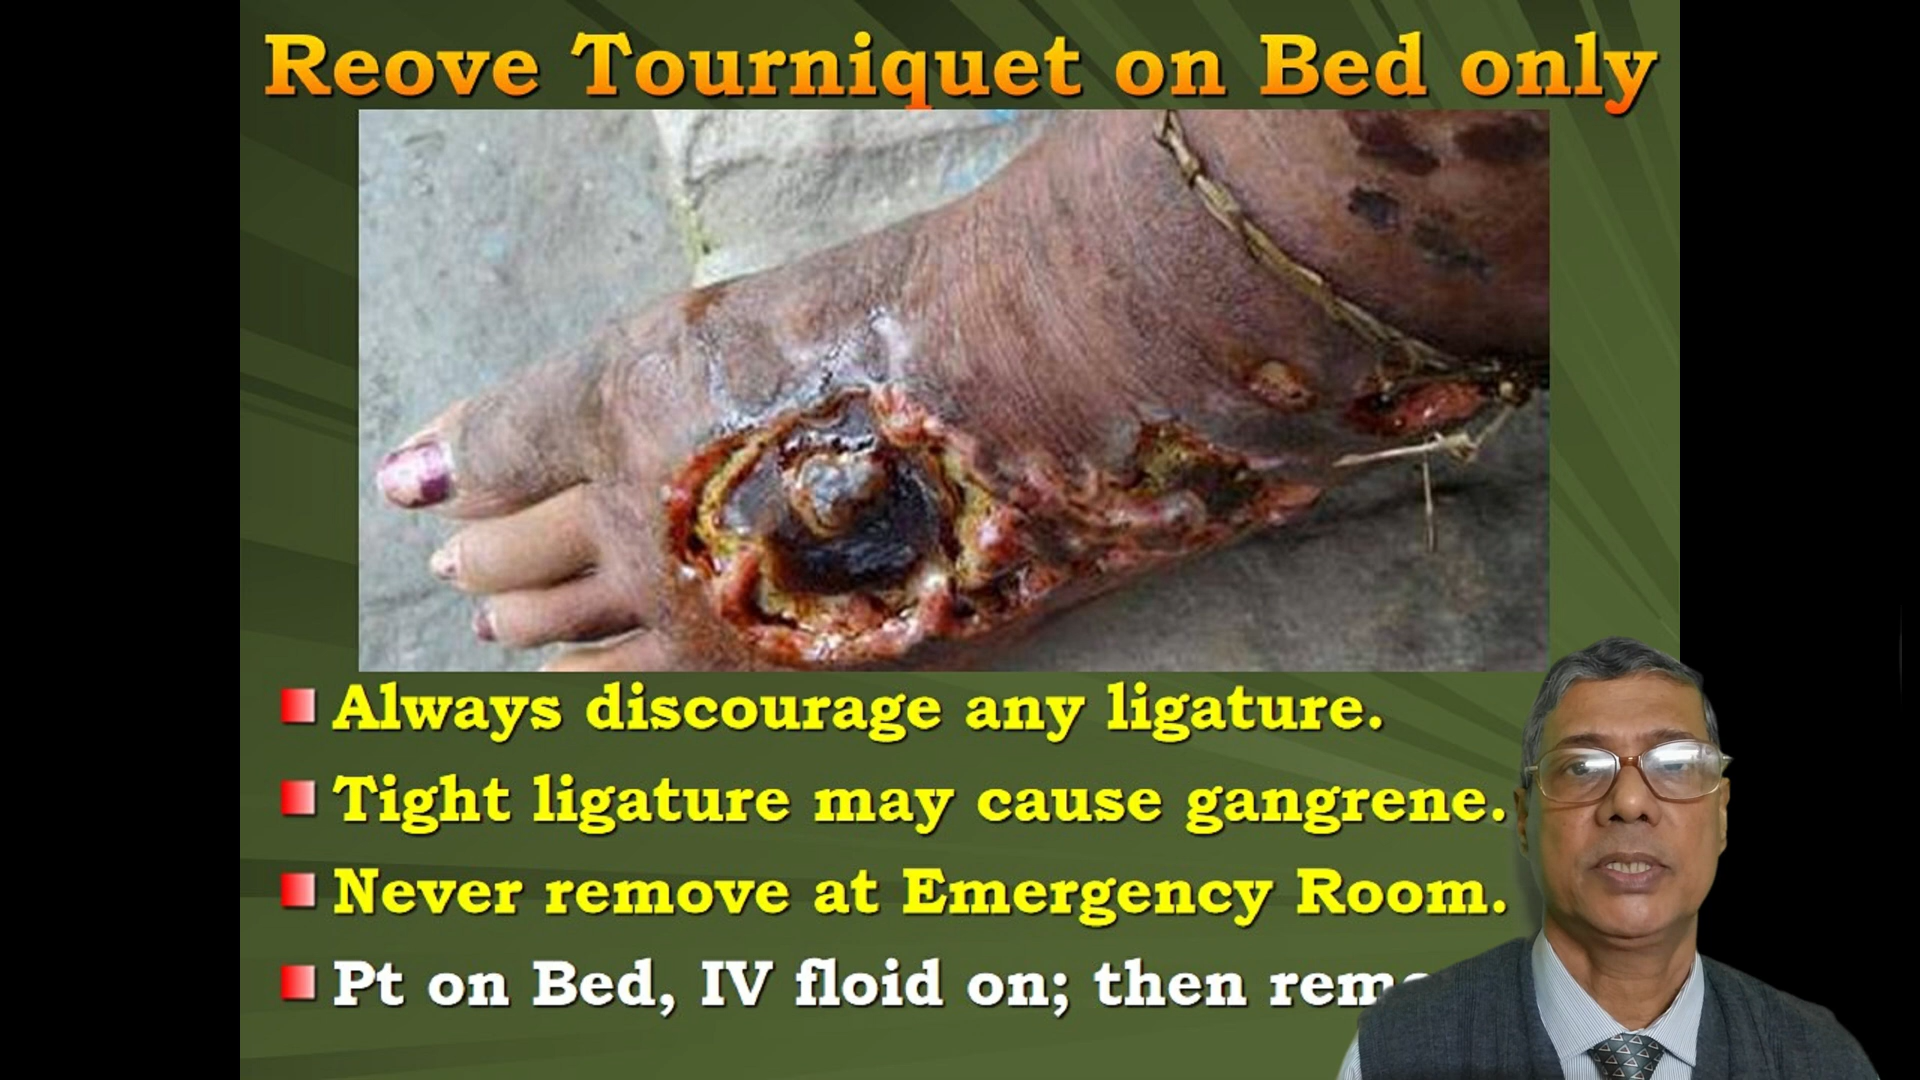 Reove Tourniquet on Bed only
Always discourage any ligature.
Tight ligature may cause gangrene.
Never remove at Emergency Room.
Pt on Bed, IV floid on; then